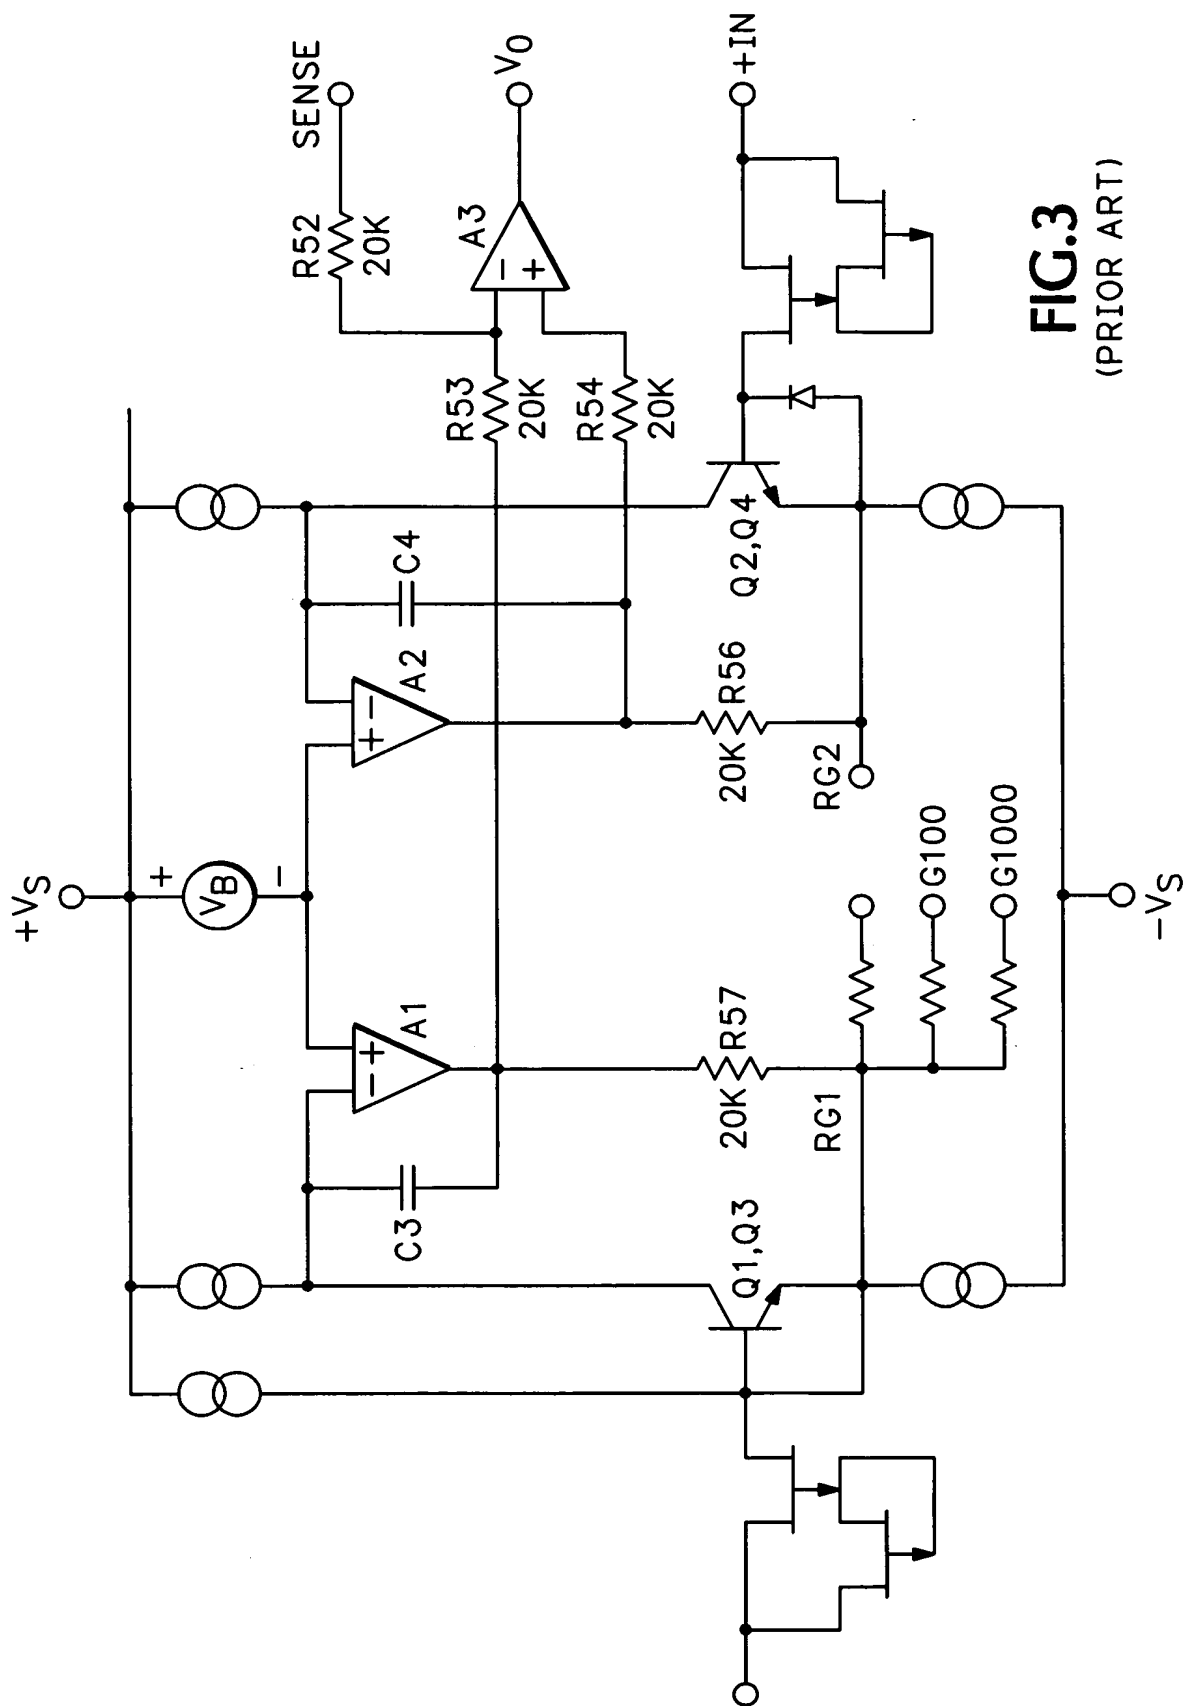 +VS
+
VB
-
SENSE
R52
20K
A3
-
+
VO
R53
20K
R54
20K
C3
-
+
A1
+
-
A2
C4
R57
20K
R56
20K
Q1,Q3
Q2,Q4
+IN
RG1
RG2
G100
G1000
-VS
FIG.3
(PRIOR ART)